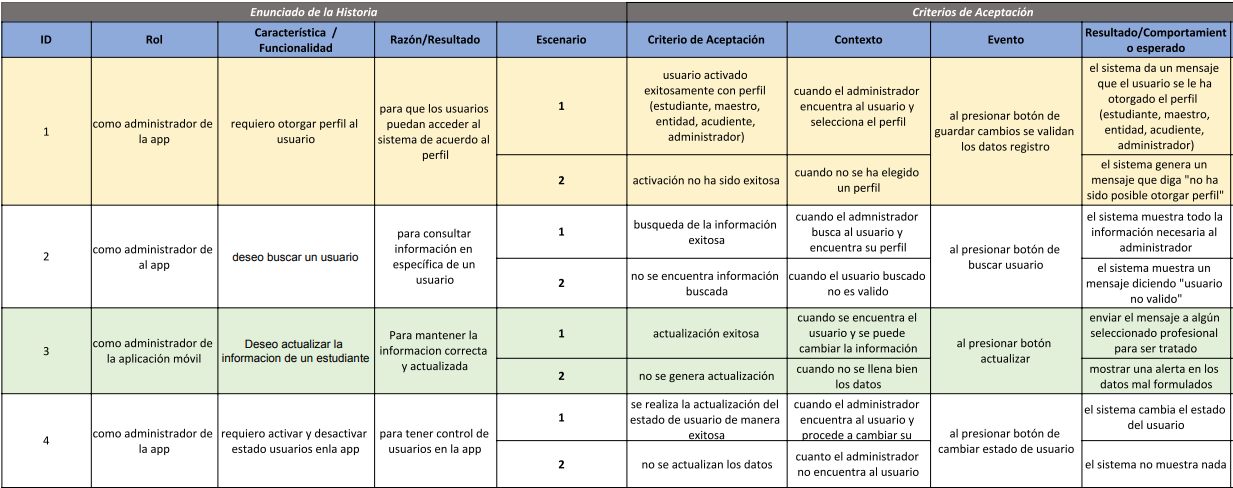 Enunciado de la Historia
Criterios de Aceptación
ID
Rol
Característica /
Funcionalidad
Razón/Resultado
Escenario
Criterio de Aceptación
Contexto
Evento
Resultado/Comportamient
o esperado
1
como administrador de
la app
requiero otorgar perfil al
usuario
para que los usuarios
puedan acceder al
sistema de acuerdo al
perfil
1
usuario activado
exitosamente con perfil
(estudiante, maestro,
entidad, acudiente,
administrador)
cuando el administrador
encuentra al usuario y
selecciona el perfil
al presionar botón de
guardar cambios se validan
los datos registro
el sistema da un mensaje
que el usuario se le ha
otorgado el perfil
(estudiante, maestro,
entidad, acudiente,
administrador)
2
activación no ha sido exitosa
cuando no se ha elegido
un perfil
el sistema genera un
mensaje que diga "no ha
sido posible otorgar perfil"
2
como administrador de
al app
deseo buscar un usuario
para consultar
información en
específica de un
usuario
1
busqueda de la información
exitosa
cuando el admnistrador
busca al usuario y
encuentra su perfil
al presionar botón de
buscar usuario
el sistema muestra todo la
información necesaria al
administrador
2
no se encuentra información
buscada
cuando el usuario buscado
no es valido
el sistema muestra un
mensaje diciendo "usuario
no valido"
3
como administrador de
la aplicación móvil
Deseo actualizar la
informacion de un estudiante
Para mantener la
informacion correcta
y actualizada
1
actualización exitosa
cuando se encuentra el
usuario y se puede
cambiar la información
al presionar botón
actualizar
enviar el mensaje a algún
seleccionado profesional
para ser tratado
2
no se genera actualización
cuando no se llena bien
los datos
mostrar una alerta en los
datos mal formulados
4
como administrador de
la app
requiero activar y desactivar
estado usuarios enla app
para tener control de
usuarios en la app
1
se realiza la actualización del
estado de usuario de manera
exitosa
cuando el administrador
encuentra al usuario y
procede a cambiar su
al presionar botón de
cambiar estado de usuario
el sistema cambia el estado
del usuario
2
no se actualizan los datos
cuanto el administrador
no encuentra al usuario
el sistema no muestra nada